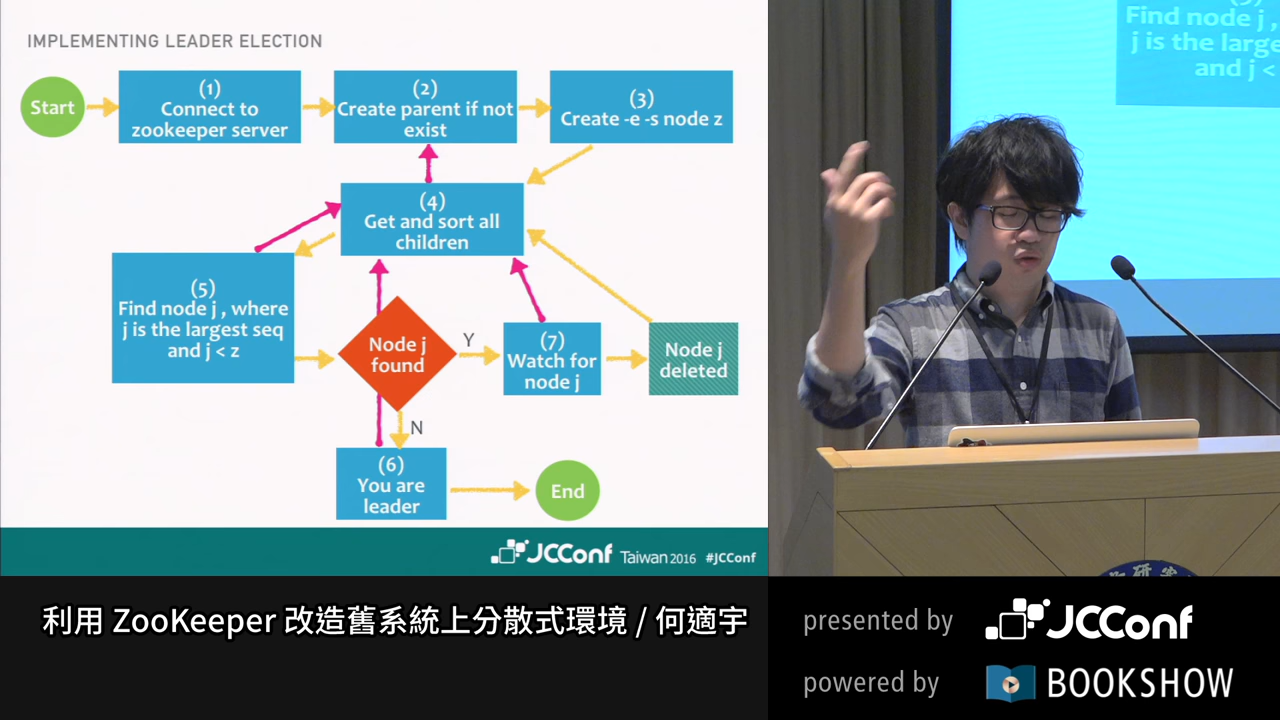 IMPLEMENTING LEADER ELECTION
Start
(1)
Connect to
zookeeper server
(2)
Create parent if not
exist
(3)
Create -e -s node z
(4)
Get and sort all
children
(5)
Find node j , where
j is the largest seq
and j < z
Node j
found
Y
(7)
Watch for
node j
Node j
deleted
N
(6)
You are
leader
End
JCConf Taiwan 2016 #JCConf
Find node j ,
j is the large
and j <
利用 ZooKeeper 改造舊系統上分散式環境 / 何適宇
presented by JCConf
powered by BOOKSHOW